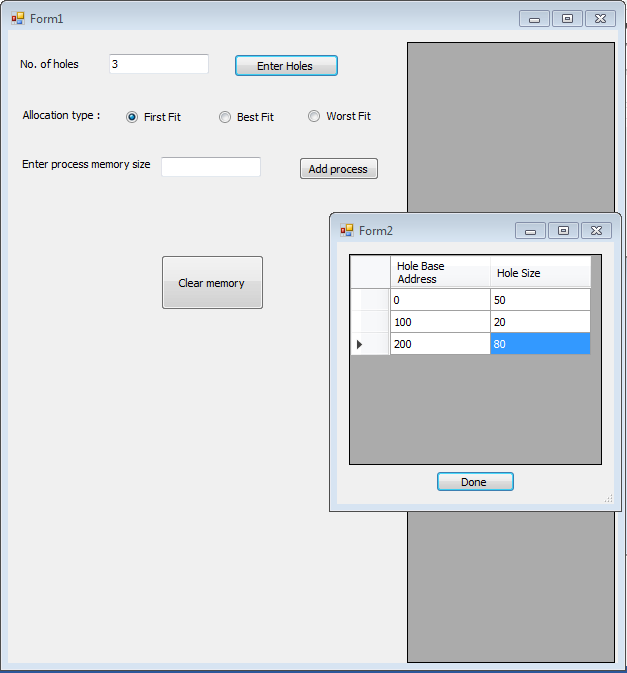 Form1
No. of holes 3 Enter Holes
Allocation type : First Fit Best Fit Worst Fit
Enter process memory size Add process
Clear memory
Form2
Hole Base
Address Hole Size
0 50
100 20
200 80
Done